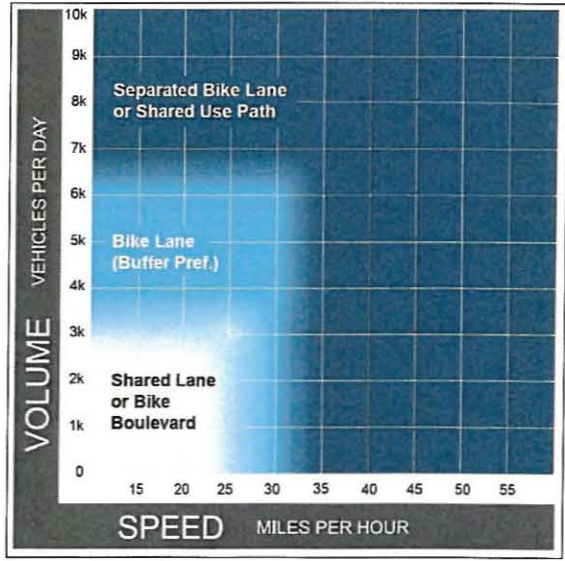 VOLUME VEHICLES PER DAY
10k
9k
8k
7k
6k
5k
4k
3k
2k
1k
0
Separated Bike Lane
or Shared Use Path
Bike Lane
(Buffer Pref.)
Shared Lane
or Bike
Boulevard
15 20 25 30 35 40 45 50 55
SPEED MILES PER HOUR